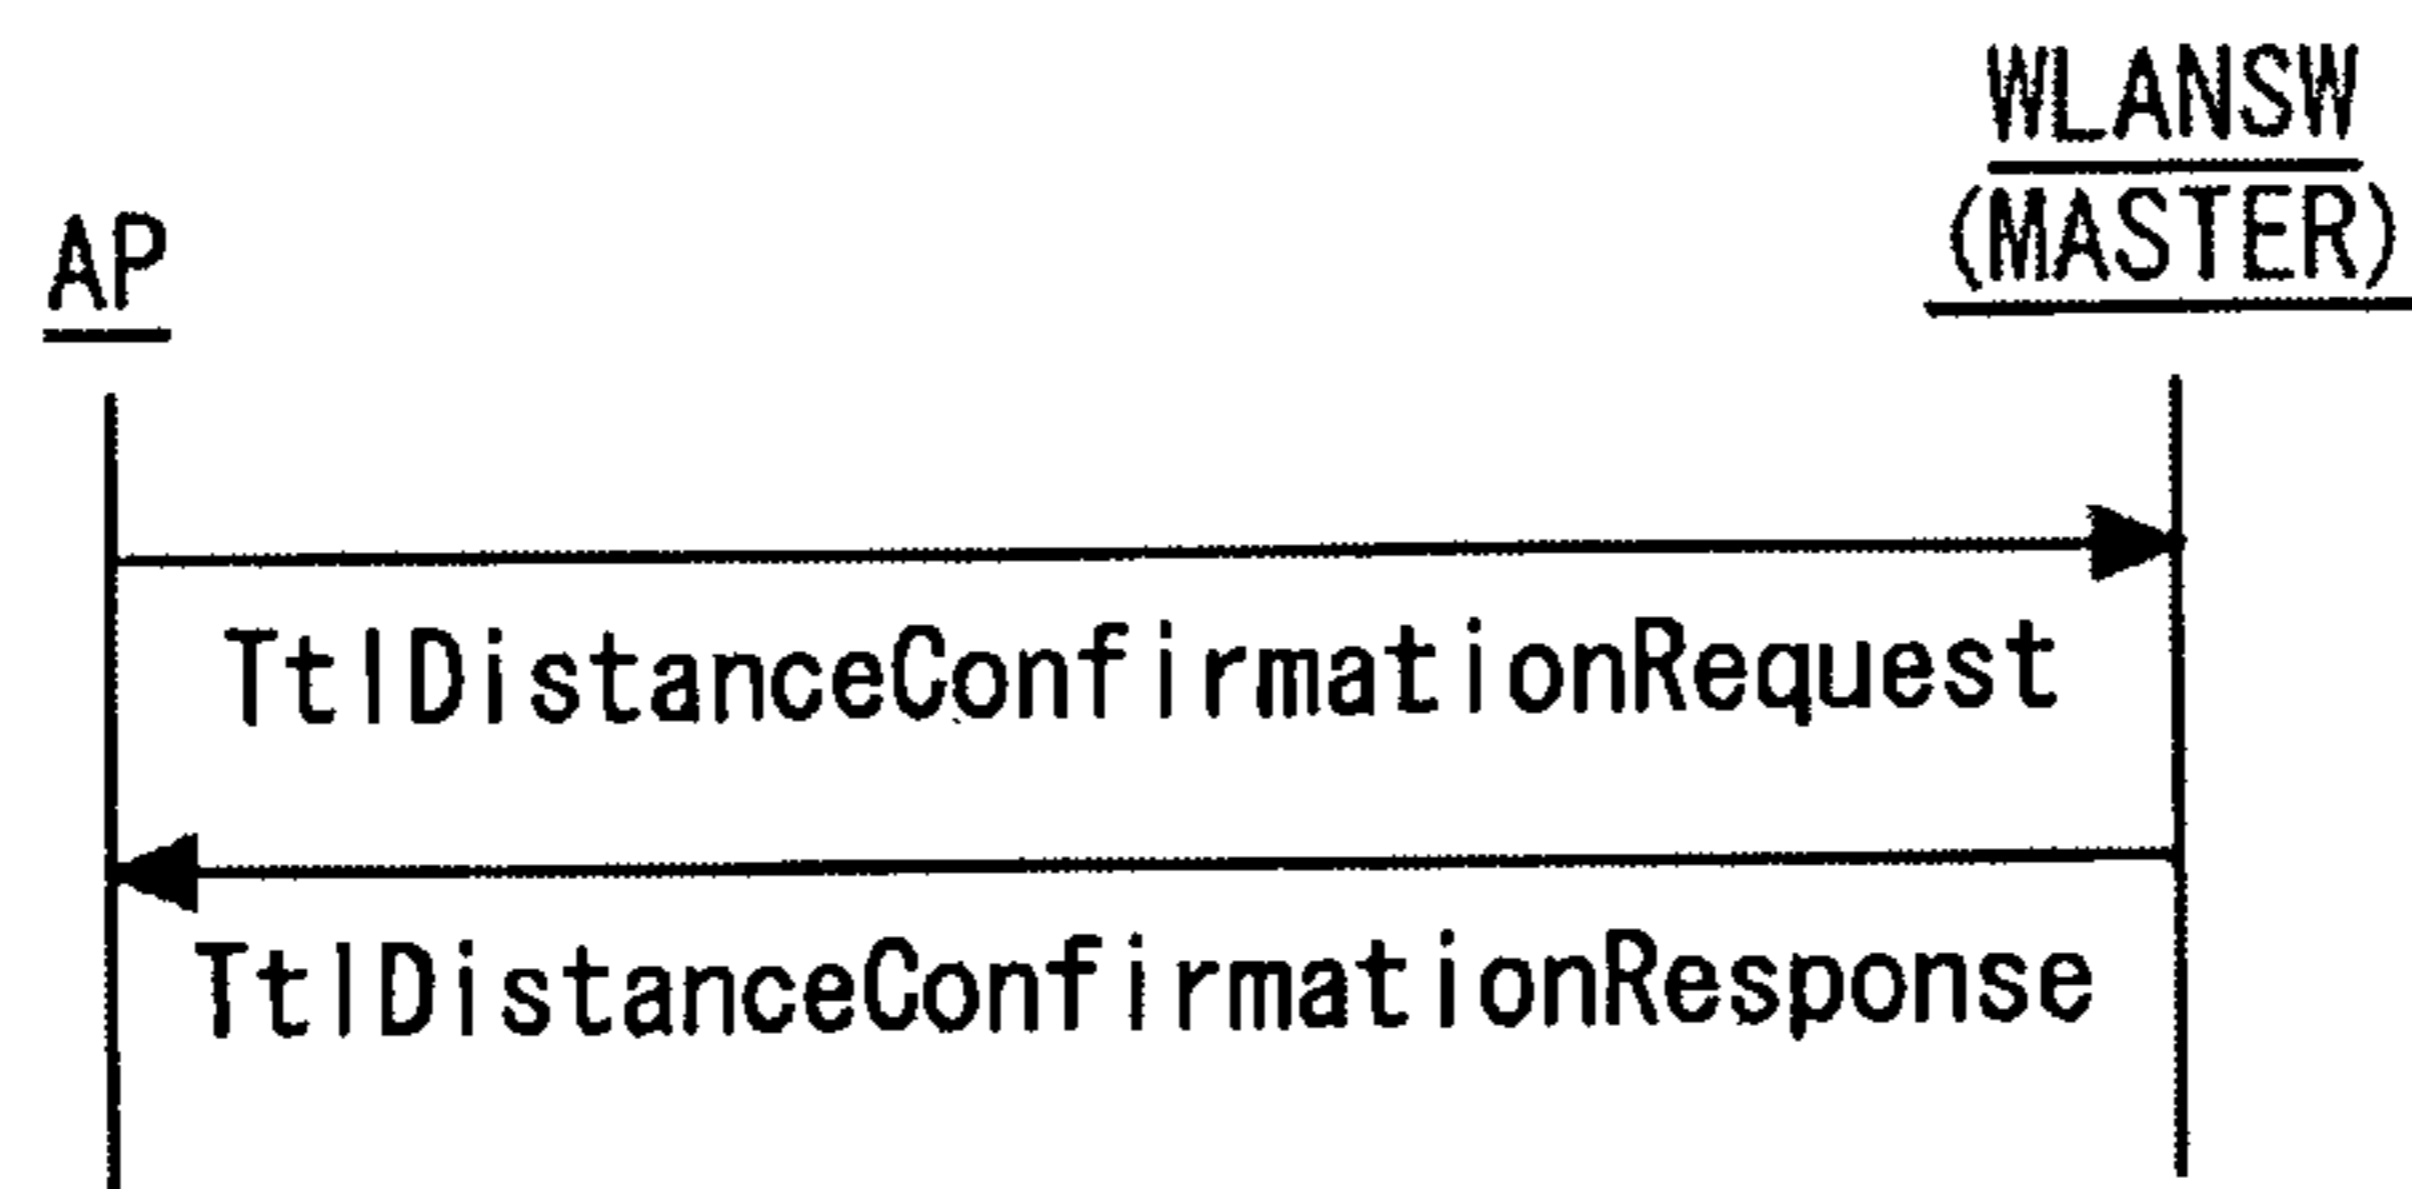 WLANSW
(MASTER)
AP
TtlDistanceConfirmationRequest
TtlDistanceConfirmationResponse